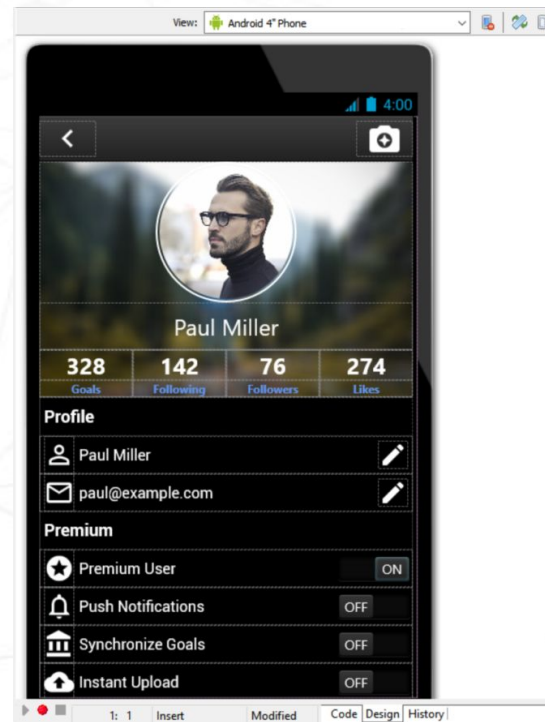 View: Android 4" Phone
4:00
Paul Miller
328 142 76 274
Goals Following Followers Likes
Profile
Paul Miller
paul@example.com
Premium
Premium User ON
Push Notifications OFF
Synchronize Goals OFF
Instant Upload OFF
1: 1 Insert Modified Code Design History